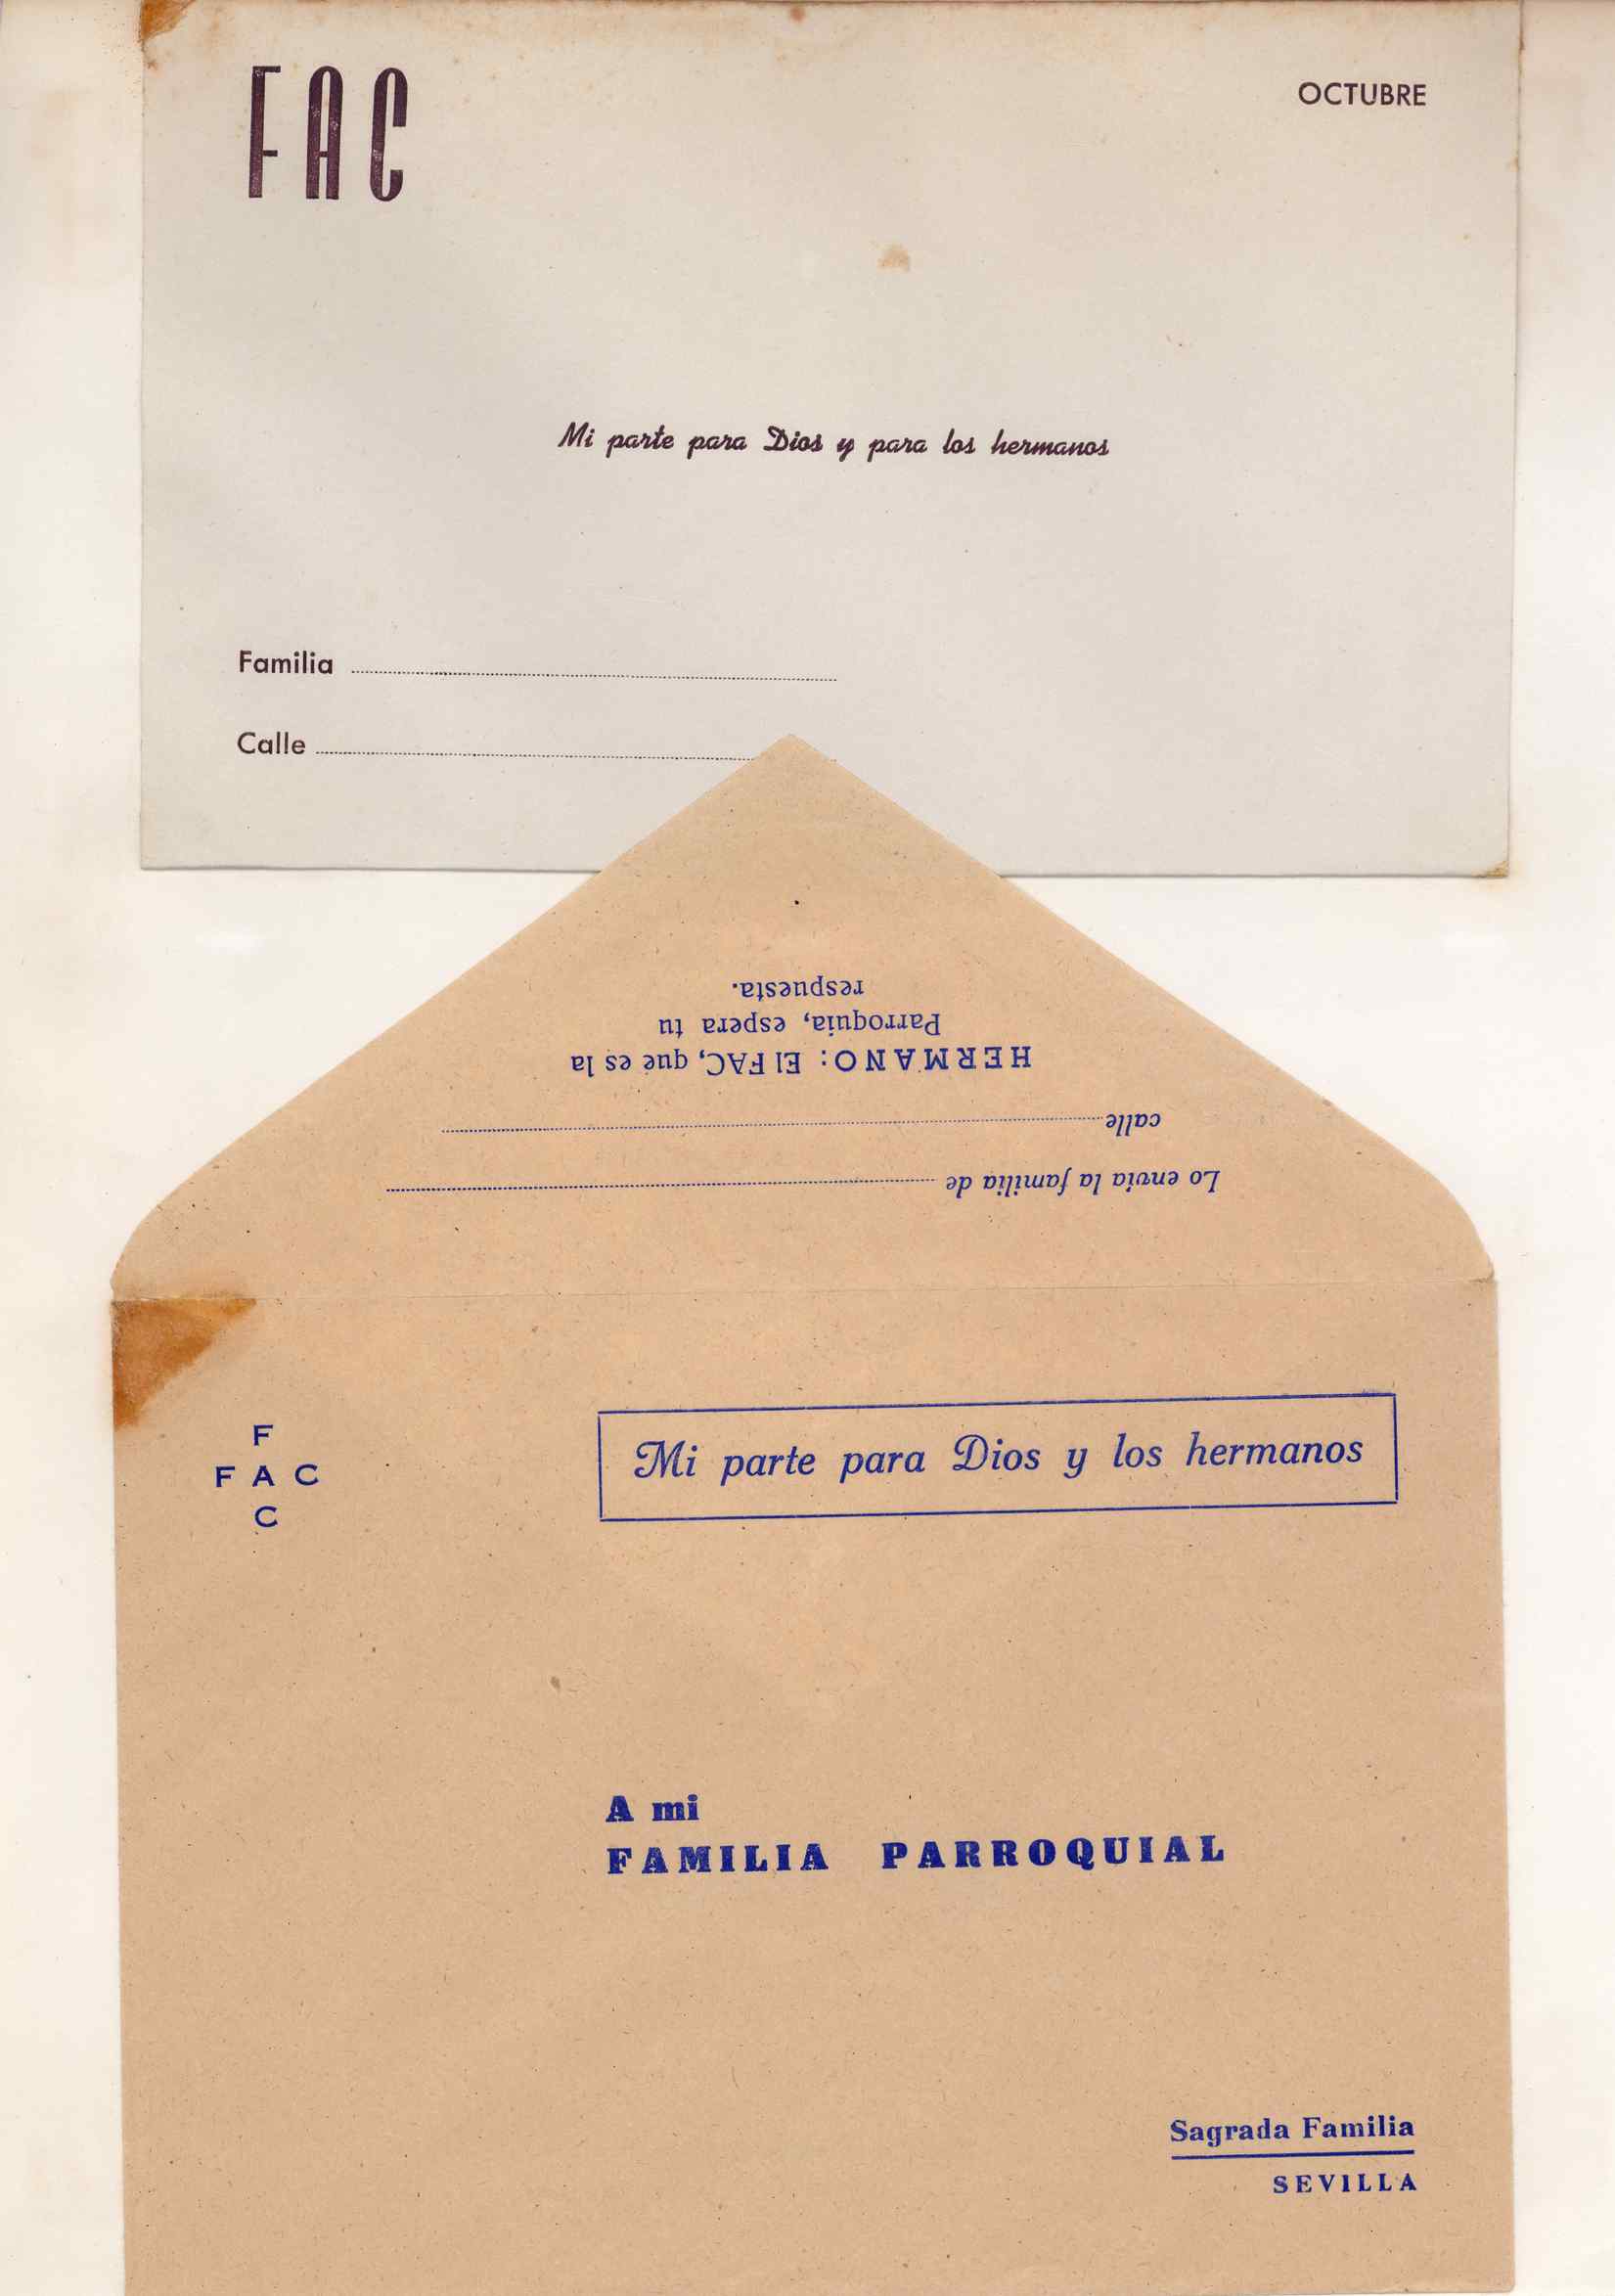 FAC
OCTUBRE
Mi parte para Dios y para los hermanos
Familia
Calle
Lo envía la familia de
calle
HERMANO: El FAC, que es la
Parroquia, espera tu
respuesta.
F
F A C
C
Mi parte para Dios y los hermanos
A mi
FAMILIA PARROQUIAL
Sagrada Familia
SEVILLA